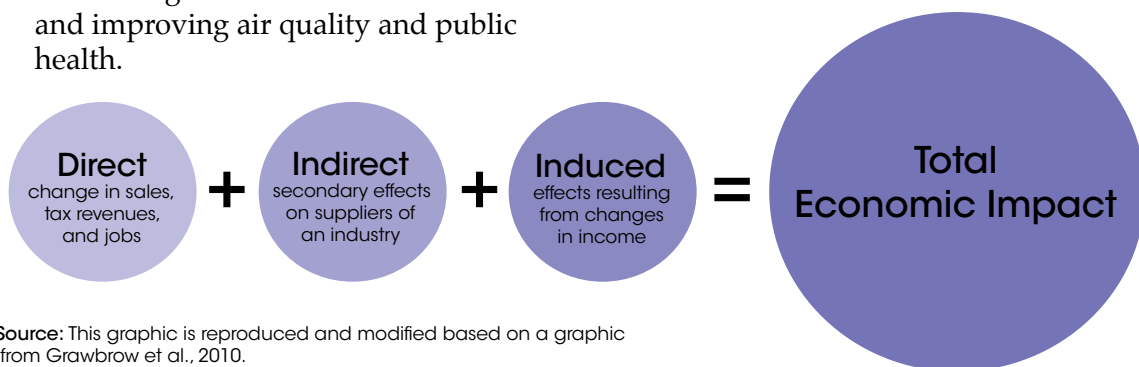 and improving air quality and public
health.
Direct
change in sales,
tax revenues,
and jobs
+
Indirect
secondary effects
on suppliers of
an industry
+
Induced
effects resulting
from changes
in income
=
Total
Economic Impact
Source: This graphic is reproduced and modified based on a graphic
from Grawbrow et al., 2010.